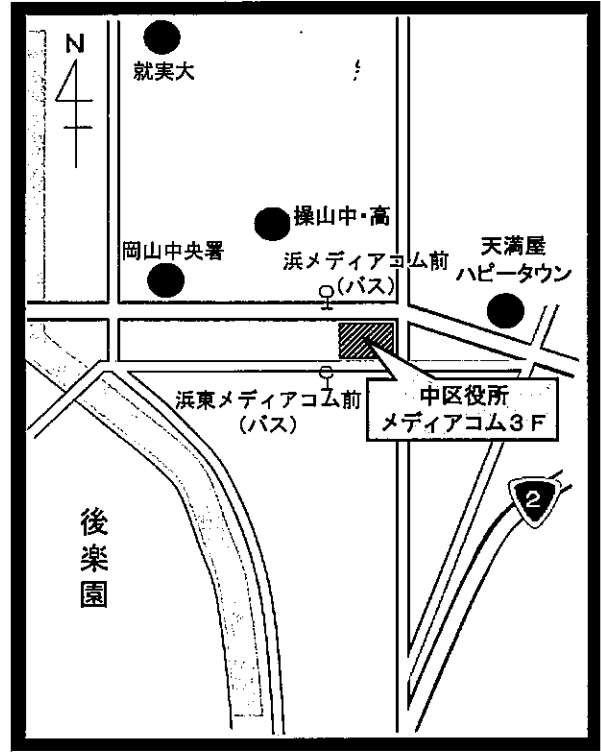 N
就実大
操山中・高
岡山中央署
浜メディアコム前
(バス)
天満屋
ハピータウン
浜東メディアコム前
(バス)
中区役所
メディアコム3F
2
後楽園